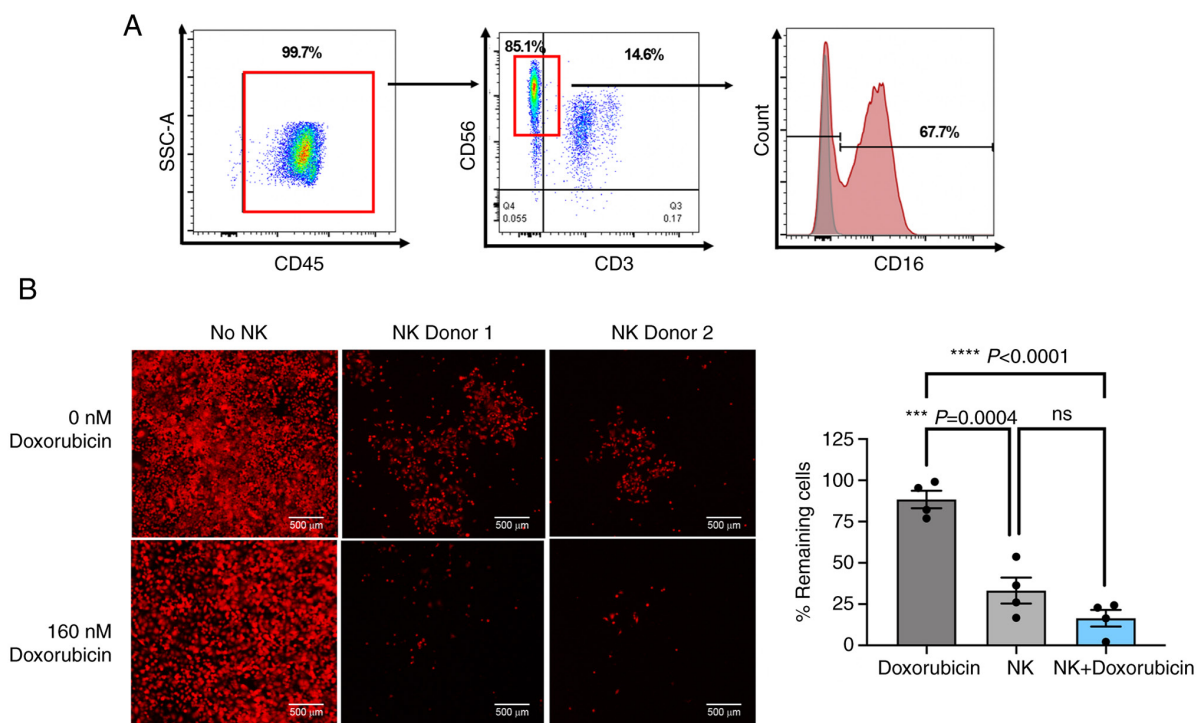 A
99.7%
SSC-A
CD45
85.1%
14.6%
CD56
Q4
0.055
Q3
0.17
CD3
67.7%
Count
CD16
B
No NK
NK Donor 1
NK Donor 2
0 nM
Doxorubicin
500 μm
500 μm
500 μm
160 nM
Doxorubicin
500 μm
500 μm
500 μm
**** P<0.0001
*** P=0.0004
ns
% Remaining cells
125
100
75
50
25
0
Doxorubicin
NK
NK+Doxorubicin